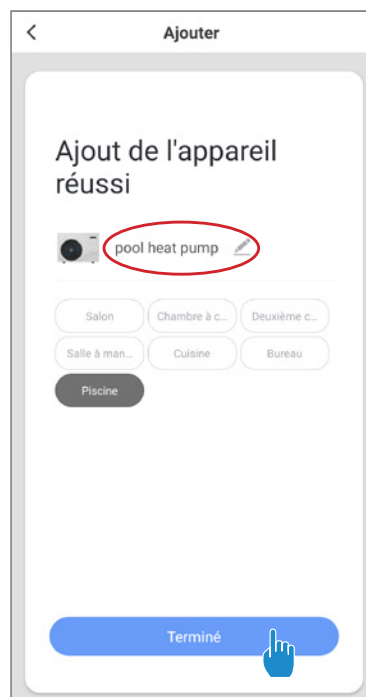 Ajouter
Ajout de l'appareil
réussi
pool heat pump
Salon Chambre à c... Deuxième c...
Salle à man... Cuisine Bureau
Piscine
Terminé